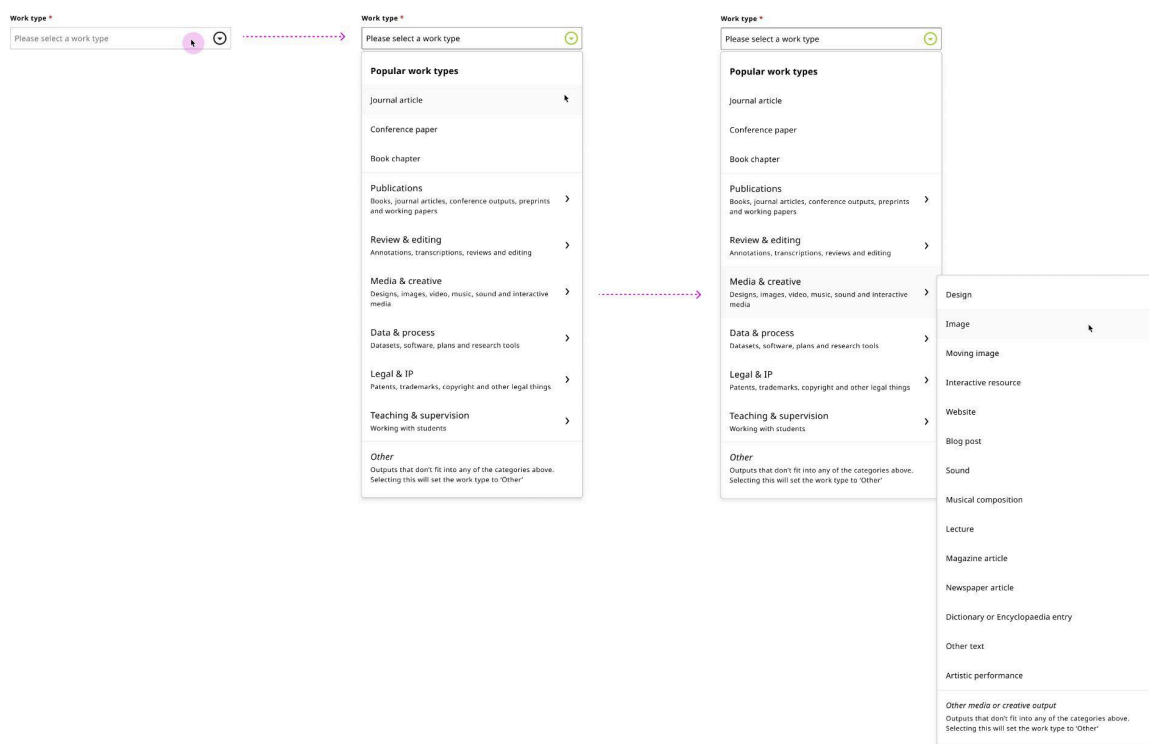 Work type *
Please select a work type
Work type *
Please select a work type
Popular work types
Journal article
Conference paper
Book chapter
Publications
Books, journal articles, conference outputs, preprints
and working papers
Review & editing
Annotations, transcriptions, reviews and editing
Media & creative
Designs, images, video, music, sound and interactive
media
Data & process
Datasets, software, plans and research tools
Legal & IP
Patents, trademarks, copyright and other legal things
Teaching & supervision
Working with students
Other
Outputs that don't fit into any of the categories above.
Selecting this will set the work type to 'Other'
Work type *
Please select a work type
Popular work types
Journal article
Conference paper
Book chapter
Publications
Books, journal articles, conference outputs, preprints
and working papers
Review & editing
Annotations, transcriptions, reviews and editing
Media & creative
Designs, images, video, music, sound and interactive
media
Data & process
Datasets, software, plans and research tools
Legal & IP
Patents, trademarks, copyright and other legal things
Teaching & supervision
Working with students
Other
Outputs that don't fit into any of the categories above.
Selecting this will set the work type to 'Other'
Design
Image
Moving image
Interactive resource
Website
Blog post
Sound
Musical composition
Lecture
Magazine article
Newspaper article
Dictionary or Encyclopaedia entry
Other text
Artistic performance
Other media or creative output
Outputs that don't fit into any of the categories above.
Selecting this will set the work type to 'Other'